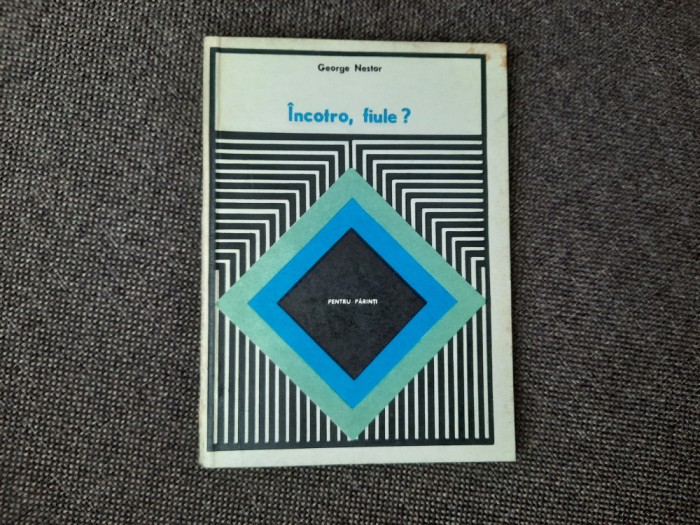 George Nestor
Încotro, fiule?
PENTRU PĂRINȚI